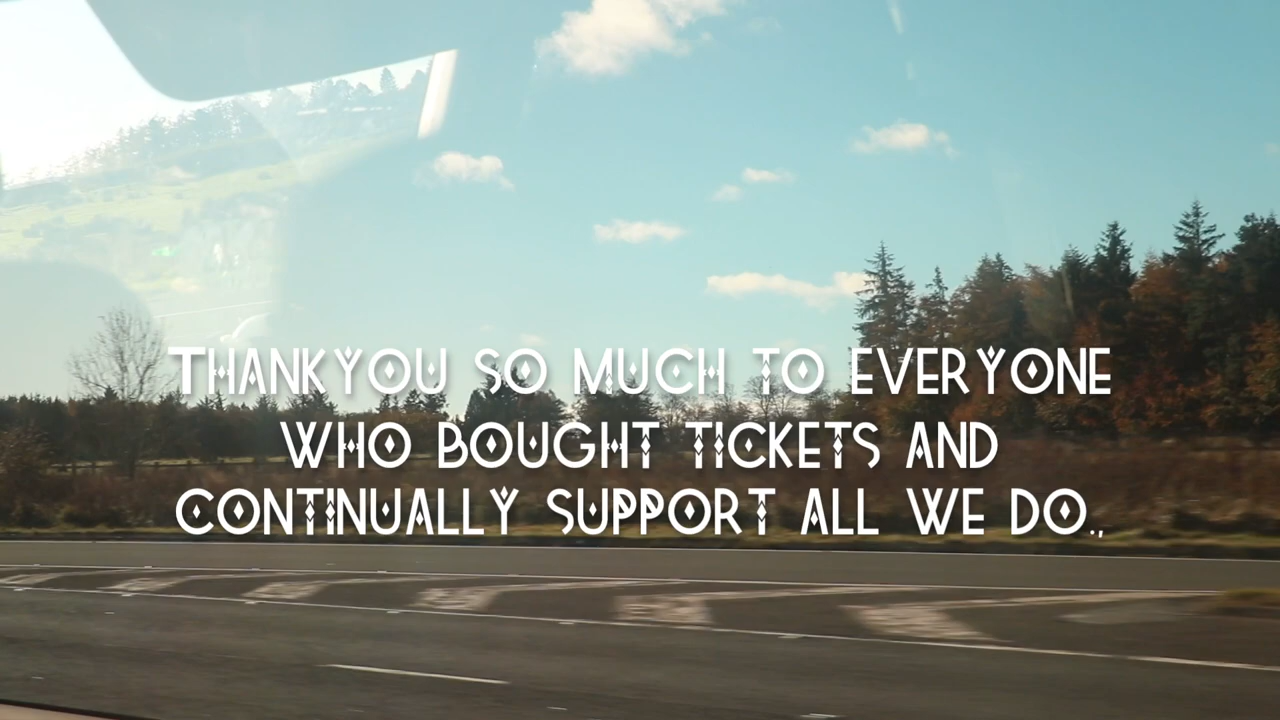 THANKYOU SO MUCH TO EVERYONE
WHO BOUGHT TICKETS AND
CONTINUALLY SUPPORT ALL WE DO.,